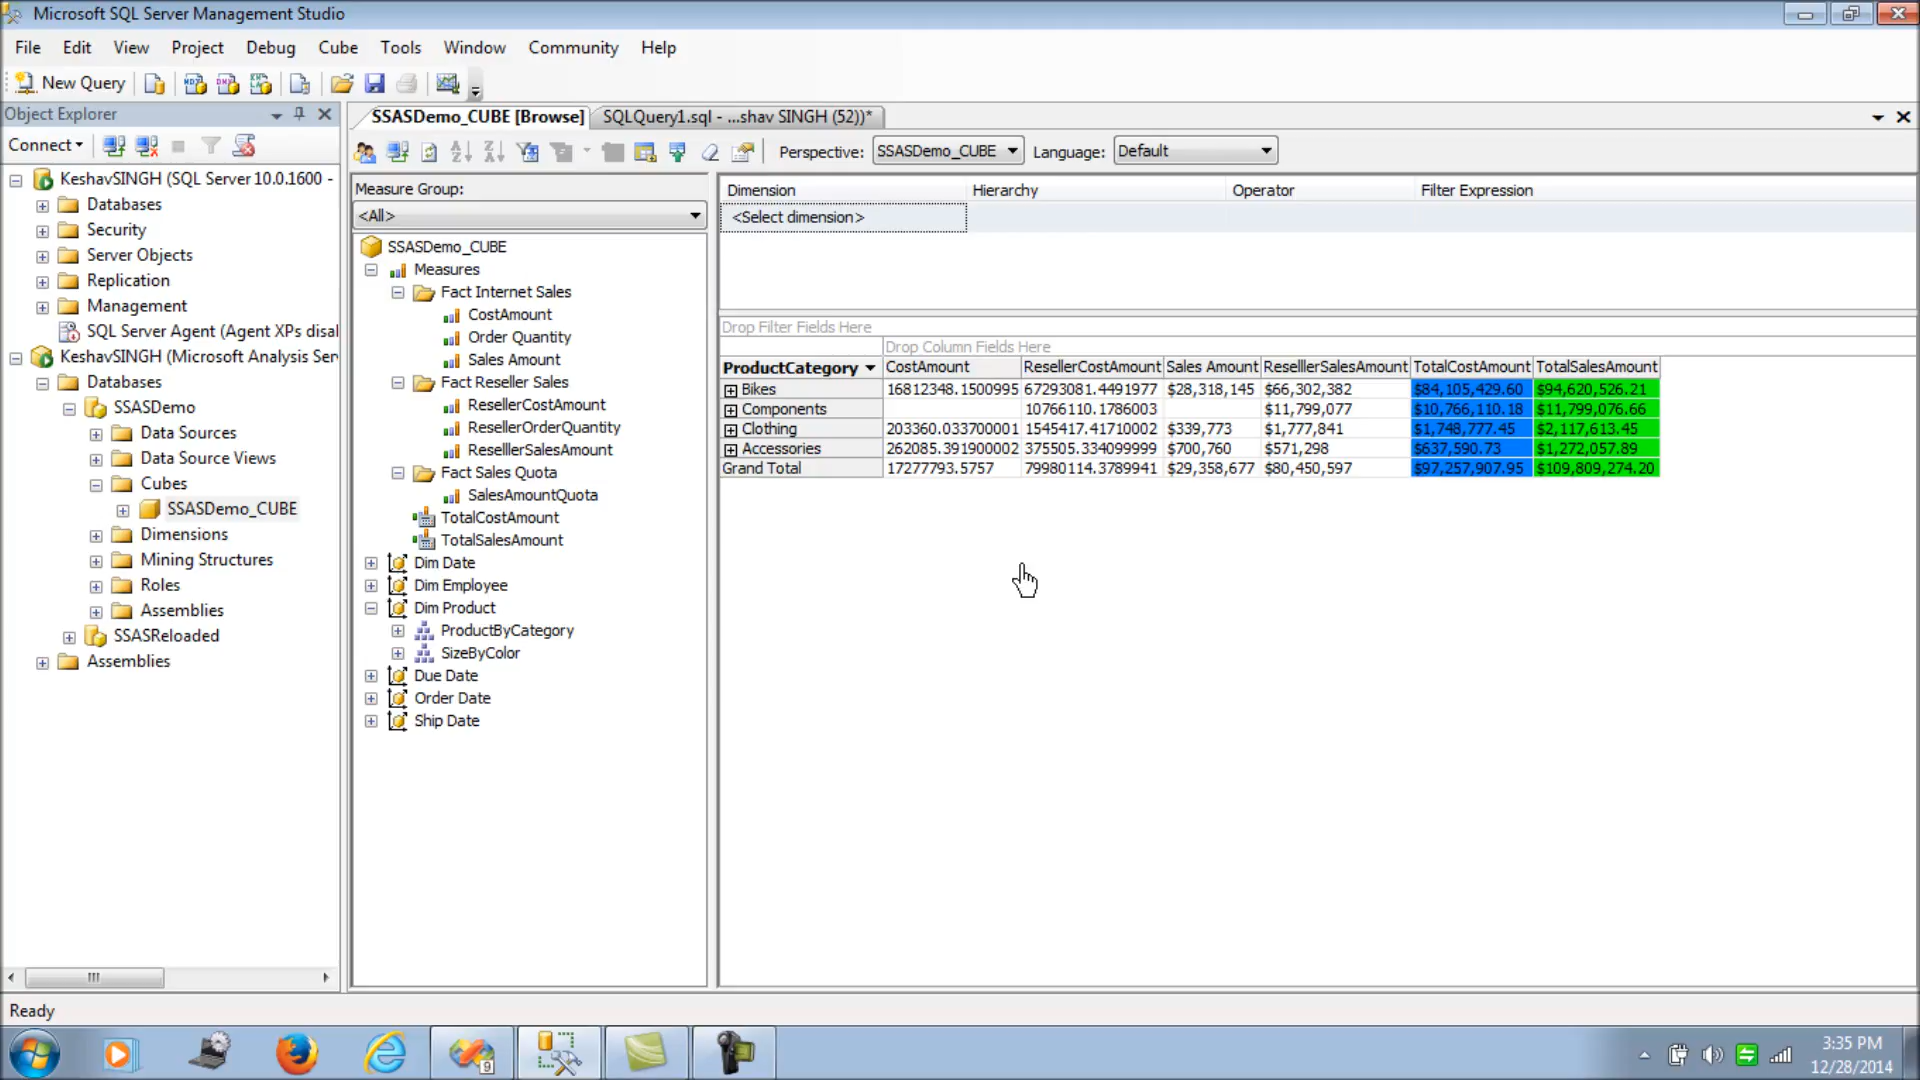 Microsoft SQL Server Management Studio
File Edit View Project Debug Cube Tools Window Community Help
New Query
Object Explorer
Connect
KeshavSINGH (SQL Server 10.0.1600 -
Databases
Security
Server Objects
Replication
Management
SQL Server Agent (Agent XPs disal
KeshavSINGH (Microsoft Analysis Ser
Databases
SSASDemo
Data Sources
Data Source Views
Cubes
SSASDemo_CUBE
Dimensions
Mining Structures
Roles
Assemblies
SSASReloaded
Assemblies
SSASDemo_CUBE [Browse] SQLQuery1.sql - ...shav SINGH (52))*
Perspective: SSASDemo_CUBE Language: Default
Measure Group:
<All>
SSASDemo_CUBE
Measures
Fact Internet Sales
CostAmount
Order Quantity
Sales Amount
Fact Reseller Sales
ResellerCostAmount
ResellerOrderQuantity
ReselllerSalesAmount
Fact Sales Quota
SalesAmountQuota
TotalCostAmount
TotalSalesAmount
Dim Date
Dim Employee
Dim Product
ProductByCategory
SizeByColor
Due Date
Order Date
Ship Date
Dimension Hierarchy Operator Filter Expression
<Select dimension>
Drop Filter Fields Here
Drop Column Fields Here
ProductCategory CostAmount ResellerCostAmount Sales Amount ReselllerSalesAmount TotalCostAmount TotalSalesAmount
Bikes 16812348.1500995 67293081.4491977 $28,318,145 $66,302,382 $84,105,429.60 $94,620,526.21
Components 10766110.1786003 $11,799,077 $10,766,110.18 $11,799,076.66
Clothing 203360.033700001 1545417.41710002 $339,773 $1,777,841 $1,748,777.45 $2,117,613.45
Accessories 262085.391900002 375505.334099999 $700,760 $571,298 $637,590.73 $1,272,057.89
Grand Total 17277793.5757 79980114.3789941 $29,358,677 $80,450,597 $97,257,907.95 $109,809,274.20
Ready
9
3:35 PM
12/28/2014